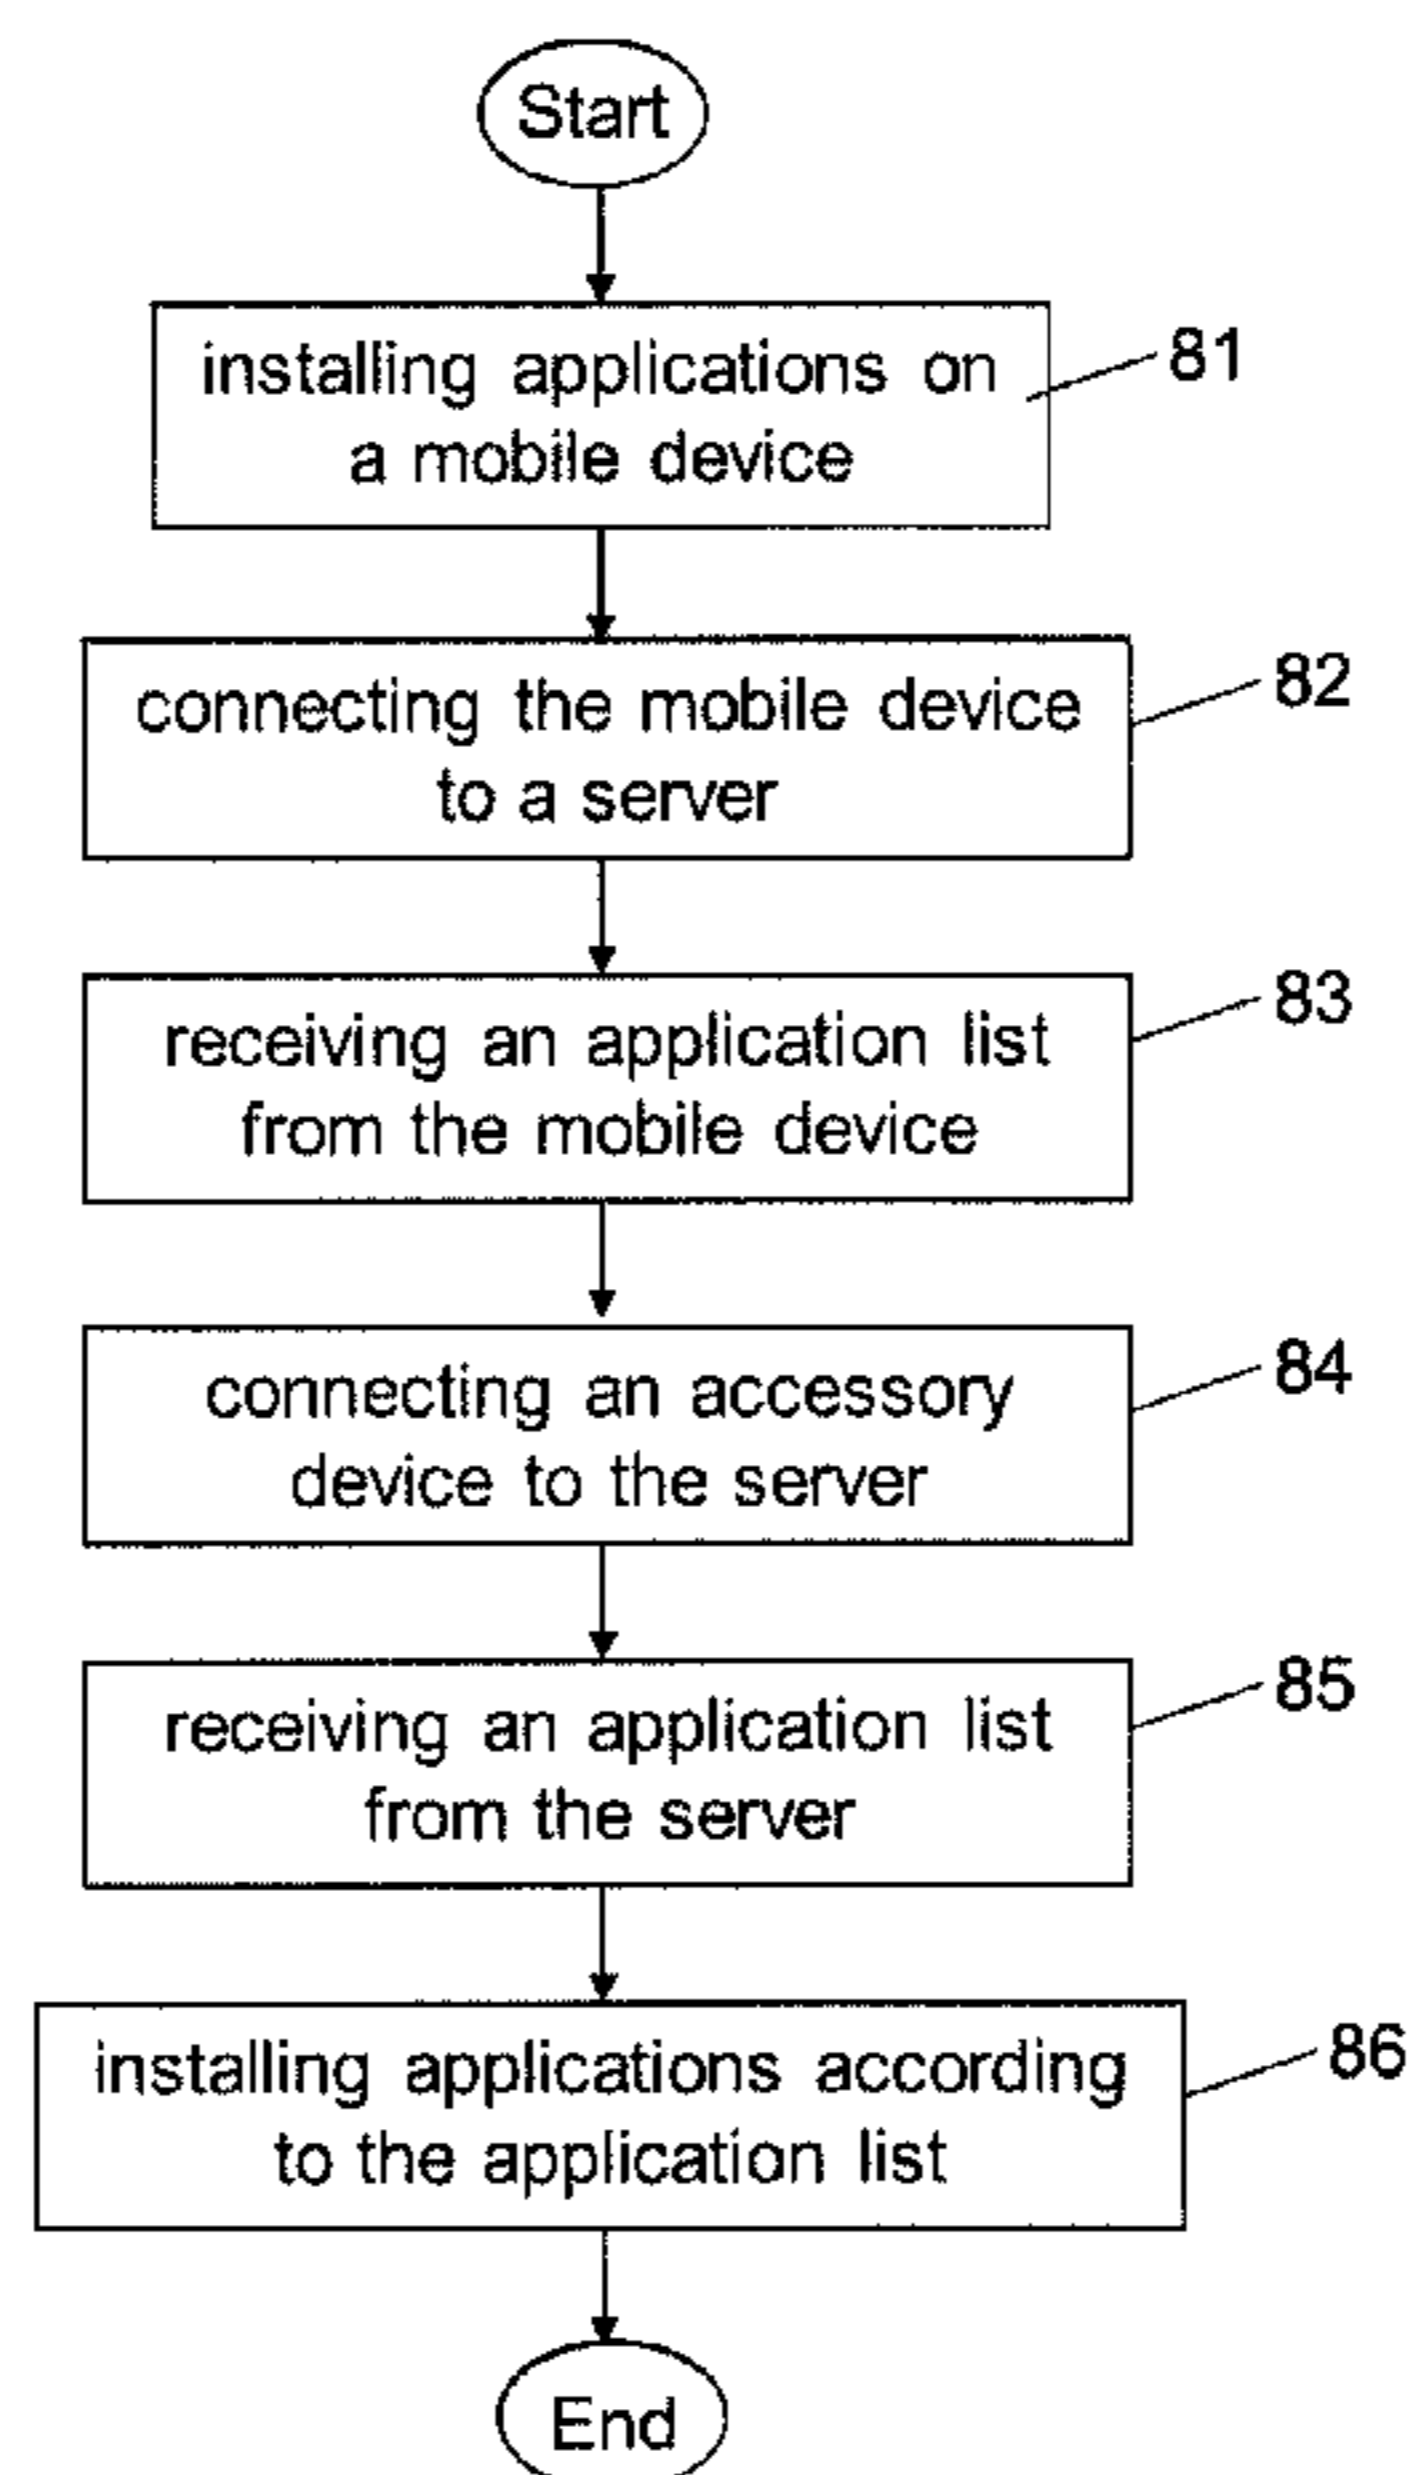 Start
installing applications on
a mobile device
81
connecting the mobile device
to a server
82
receiving an application list
from the mobile device
83
connecting an accessory
device to the server
84
receiving an application list
from the server
85
installing applications according
to the application list
86
End